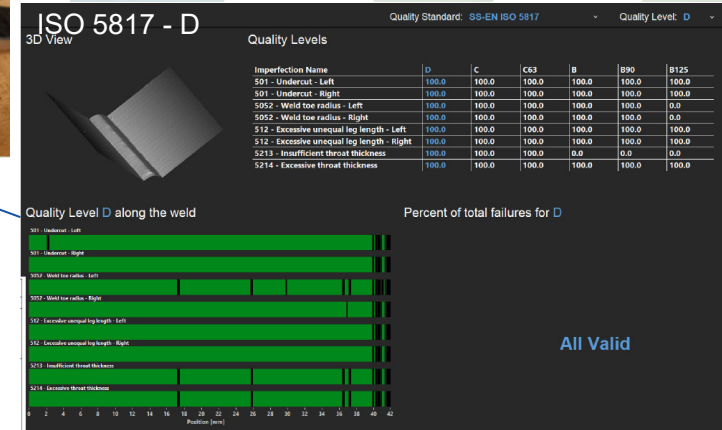 ISO 5817 - D
Quality Standard: SS-EN ISO 5817 Quality Level: D
3D View
Quality Levels
Imperfection Name D C C63 B B90 B125
501 - Undercut - Left 100.0 100.0 100.0 100.0 100.0 100.0
501 - Undercut - Right 100.0 100.0 100.0 100.0 100.0 100.0
5052 - Weld toe radius - Left 100.0 100.0 100.0 100.0 100.0 0.0
5052 - Weld toe radius - Right 100.0 100.0 100.0 100.0 100.0 0.0
512 - Excessive unequal leg length - Left 100.0 100.0 100.0 100.0 100.0 100.0
512 - Excessive unequal leg length - Right 100.0 100.0 100.0 100.0 100.0 100.0
5213 - Insufficient throat thickness 100.0 100.0 100.0 0.0 0.0 0.0
5214 - Excessive throat thickness 100.0 100.0 100.0 100.0 100.0 100.0
Quality Level D along the weld
501 - Undercut - Left
501 - Undercut - Right
5052 - Weld toe radius - Left
5052 - Weld toe radius - Right
512 - Excessive unequal leg length - Left
512 - Excessive unequal leg length - Right
5213 - Insufficient throat thickness
5214 - Excessive throat thickness
0 2 4 6 8 10 12 14 16 18 20 22 24 26 28 30 32 34 36 38 40 42
Position [mm]
Percent of total failures for D
All Valid